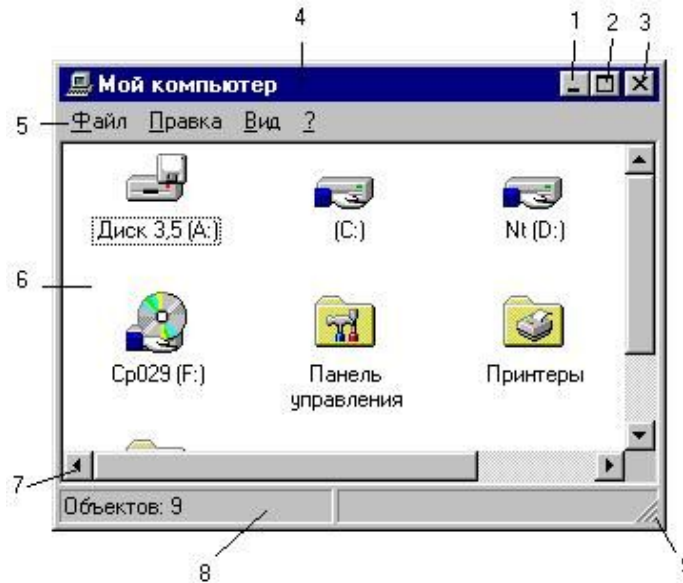 4 1 2 3
Мой компьютер
5 Файл Правка Вид ?
Диск 3,5 (A:) (C:) Nt (D:)
6
Cp029 (F:) Панель управления Принтеры
7
Объектов: 9
8